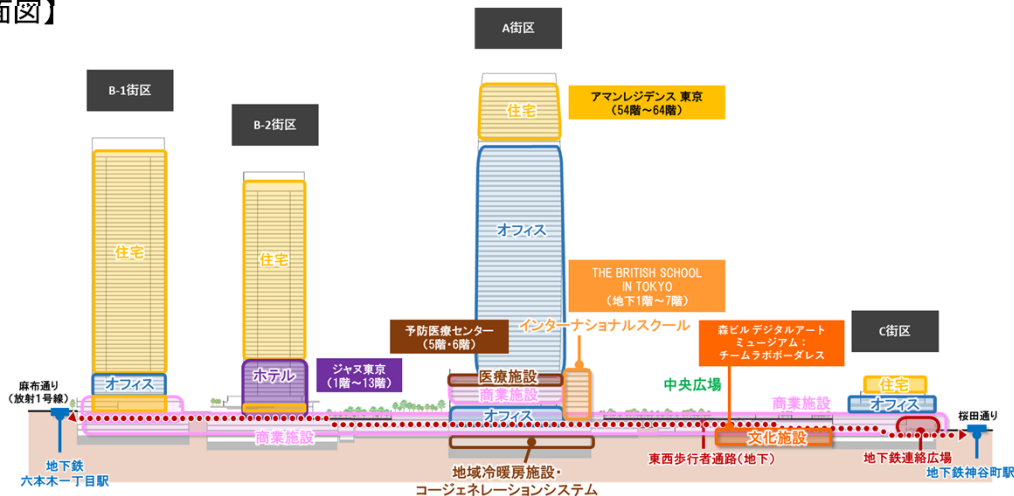 面図】
A街区
B-1街区
B-2街区
住宅
アマンレジデンス 東京
(54階～64階)
オフィス
住宅
住宅
THE BRITISH SCHOOL
IN TOKYO
(地下1階～7階)
インターナショナルスクール
予防医療センター
(5階・6階)
森ビル デジタルアート
ミュージアム：
チームラボボーダレス
C街区
ホテル
ジャヌ東京
(1階～13階)
オフィス
医療施設
商業施設
オフィス
中央広場
商業施設
住宅
オフィス
麻布通り
(放射1号線)
桜田通り
商業施設
文化施設
東西歩行者通路(地下)
地下鉄連絡広場
地下鉄
六本木一丁目駅
地下鉄神谷町駅
地域冷暖房施設・
コージェネレーションシステム